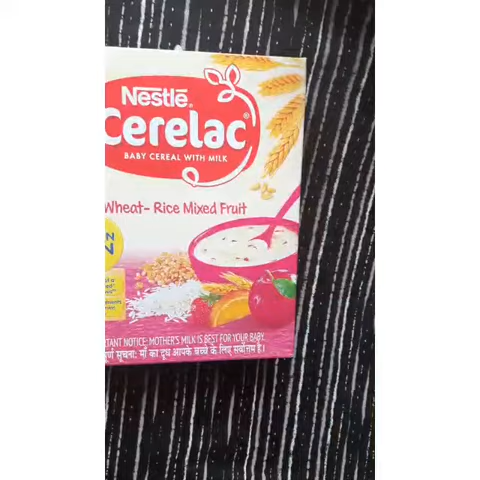 Nestlé®
Cerelac®
BABY CEREAL WITH MILK
Wheat- Rice Mixed Fruit
TANT NOTICE: MOTHER'S MILK IS BEST FOR YOUR BABY.
र्ण सूचना: माँ का दूध आपके बच्चे के लिए सर्वोत्तम है।